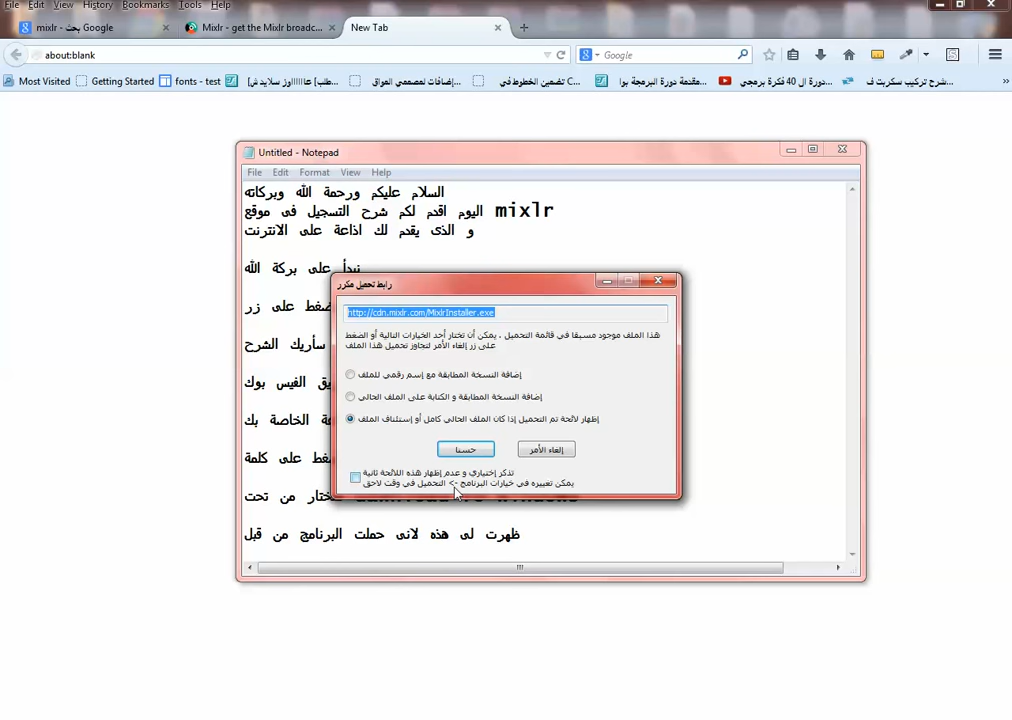 File Edit View History Bookmarks Tools Help
mixlr - بحث Google
Mixlr - get the Mixlr broadc...
New Tab
about:blank
Google
Most Visited
Getting Started
fonts - test
...طلب] عاااااوز سلايد ش]
...إضافات لمصممي العراق
تضمين الخطوط في C...
...مقدمة دورة البرمجة بوا
...دورة ال 40 فكرة برمجي
...شرح تركيب سكربت ف
Untitled - Notepad
File Edit Format View Help
السلام عليكم ورحمة الله وبركاته
اليوم اقدم لكم شرح التسجيل فى موقع mixlr
و الذى يقدم لك اذاعة على الانترنت
نبدأ على بركة الله
ضغط على زر
سأريك الشرح
يق الفيس بوك
عة الخاصة بك
ضغط على كلمة
ختار من تحت
ظهرت لى هذه لانى حملت البرنامج من قبل
رابط تحميل مكرر
http://cdn.mixlr.com/MixlrInstaller.exe
هذا الملف موجود مسبقا في قائمة التحميل . يمكن أن تختار أحد الخيارات التالية أو الضغط
على زر إلغاء الأمر لتجاوز تحميل هذا الملف
إضافة النسخة المطابقة مع إسم رقمي للملف
إضافة النسخة المطابقة و الكتابة على الملف الحالي
إظهار لائحة تم التحميل إذا كان الملف الحالي كامل أو إستئناف الملف
حسنا
إلغاء الأمر
تذكر إختياري و عدم إظهار هذه اللائحة ثانية
يمكن تغييره في خيارات البرنامج -> التحميل في وقت لاحق